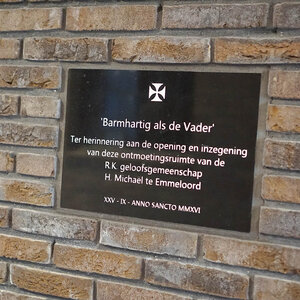 'Barmhartig als de Vader'
Ter herinnering aan de opening en inzegening
van deze ontmoetingsruimte van de
R.K. geloofsgemeenschap
H. Michaël te Emmeloord
XXV - IX - ANNO SANCTO MMXVI